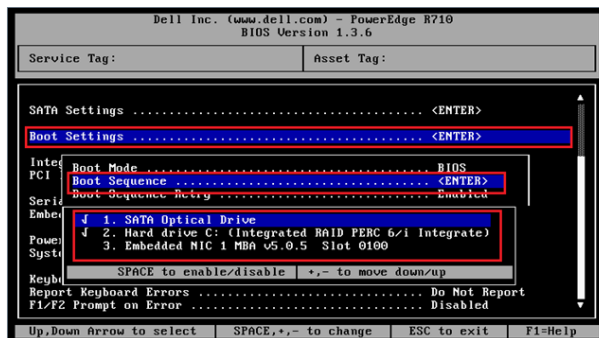 Dell Inc. (www.dell.com) - PowerEdge R710
BIOS Version 1.3.6
Service Tag: Asset Tag:
SATA Settings ........................................ <ENTER>
Boot Settings ........................................ <ENTER>
Boot Mode ........................................ BIOS
Boot Sequence .................................... <ENTER>
Boot Sequence Retry .............................. Enabled
√ 1. SATA Optical Drive
√ 2. Hard drive C: (Integrated RAID PERC 6/i Integrate)
3. Embedded NIC 1 MBA v5.0.5 Slot 0100
SPACE to enable/disable +,- to move down/up
Report Keyboard Errors ............................... Do Not Report
F1/F2 Prompt on Error ................................ Disabled
Up,Down Arrow to select SPACE,+,- to change ESC to exit F1=Help